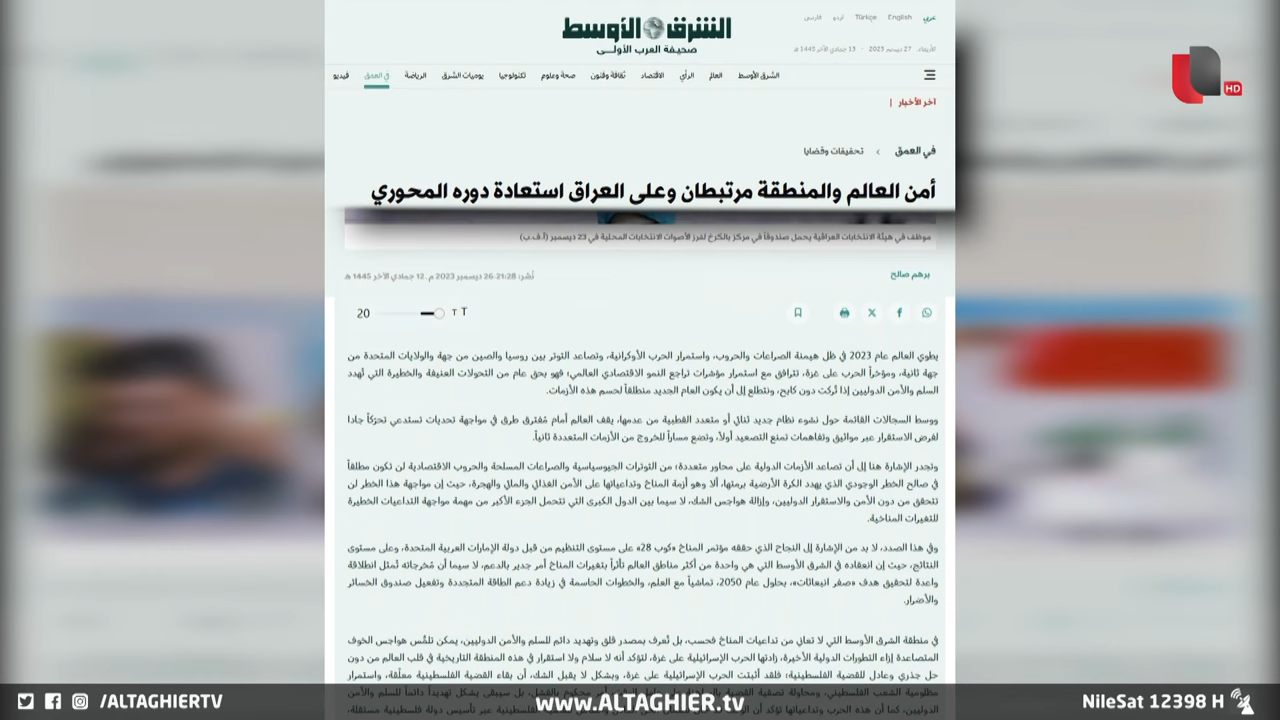 عربي English Türkçe اردو فارسى
الشرق الأوسط
صحيفة العرب الأولى
الأربعاء, 27 ديسمبر 2023 - 13 جمادي الآخر 1445 هـ
الشرق الأوسط العالم الرأي الاقتصاد ثقافة وفنون صحة وعلوم تكنولوجيا يوميات الشرق الرياضة في العمق فيديو
HD
آخر الأخبار |
في العمق › تحقيقات وقضايا
أمن العالم والمنطقة مرتبطان وعلى العراق استعادة دوره المحوري
موظف في هيئة الانتخابات العراقية يحمل صندوقاً في مركز بالكرخ لفرز الأصوات الانتخابات المحلية في 23 ديسمبر (أ.ف.ب)
برهم صالح
نُشر: 21:28-26 ديسمبر 2023 م ـ 12 جمادي الآخر 1445 هـ
20 T T
يطوي العالم عام 2023 في ظل هيمنة الصراعات والحروب، واستمرار الحرب الأوكرانية، وتصاعد التوتر بين روسيا والصين من جهة والولايات المتحدة من
جهة ثانية، ومؤخراً الحرب على غزة، تترافق مع استمرار مؤشرات تراجع النمو الاقتصادي العالمي؛ فهو بحق عام من التحولات العنيفة والخطيرة التي تُهدد
السلم والأمن الدوليين إذا تُركت دون كابح، ونتطلع إلى أن يكون العام الجديد منطلقاً لحسم هذه الأزمات.
ووسط السجالات القائمة حول نشوء نظام جديد ثنائي أو متعدد القطبية من عدمها، يقف العالم أمام مُفترق طرق في مواجهة تحديات تستدعي تحركاً جادا
لفرض الاستقرار عبر مواثيق وتفاهمات تمنع التصعيد أولاً، وتضع مساراً للخروج من الأزمات المتعددة ثانياً.
وتجدر الإشارة هنا إلى أن تصاعد الأزمات الدولية على محاور متعددة؛ من التوترات الجيوسياسية والصراعات المسلحة والحروب الاقتصادية لن تكون مطلقاً
في صالح الخطر الوجودي الذي يهدد الكرة الأرضية برمتها، ألا وهو أزمة المناخ وتداعياتها على الأمن الغذائي والمائي والهجرة، حيث إن مواجهة هذا الخطر لن
تتحقق من دون الأمن والاستقرار الدوليين، وإزالة هواجس الشك، لا سيما بين الدول الكبرى التي تتحمل الجزء الأكبر من مهمة مواجهة التداعيات الخطيرة
للتغيرات المناخية.
وفي هذا الصدد، لا بد من الإشارة إلى النجاح الذي حققه مؤتمر المناخ «كوب 28» على مستوى التنظيم من قبل دولة الإمارات العربية المتحدة، وعلى مستوى
النتائج، حيث إن انعقاده في الشرق الأوسط التي هي واحدة من أكثر مناطق العالم تأثراً بتغيرات المناخ أمر جدير بالدعم، لا سيما أن مُخرجاته تُمثل انطلاقة
واعدة لتحقيق هدف «صفر انبعاثات»، بحلول عام 2050، تماشياً مع العلم، والخطوات الحاسمة في زيادة دعم الطاقة المتجددة وتفعيل صندوق الخسائر
والأضرار.
في منطقة الشرق الأوسط التي لا تعاني من تداعيات المناخ فحسب، بل تُعرف بمصدر قلق وتهديد دائم للسلم والأمن الدوليين، يمكن تلمُّس هواجس الخوف
المتصاعدة إزاء التطورات الدولية الأخيرة، زادتها الحرب الإسرائيلية على غزة، لتؤكد أنه لا سلام ولا استقرار في هذه المنطقة التاريخية في قلب العالم من دون
حل جذري وعادل؛ للقضية الفلسطينية؛ فلقد أثبتت الحرب الإسرائيلية على غزة، وبشكل لا يقبل الشك، أن بقاء القضية الفلسطينية معلّقة، واستمرار
مظلومية الشعب الفلسطيني، ومحاولة تصفية القضية
الدوليين، كما أن هذه الحرب وتداعياتها تؤكد أن
/ALTAGHIERTV
www.ALTAGHIER.tv
NileSat 12398 H